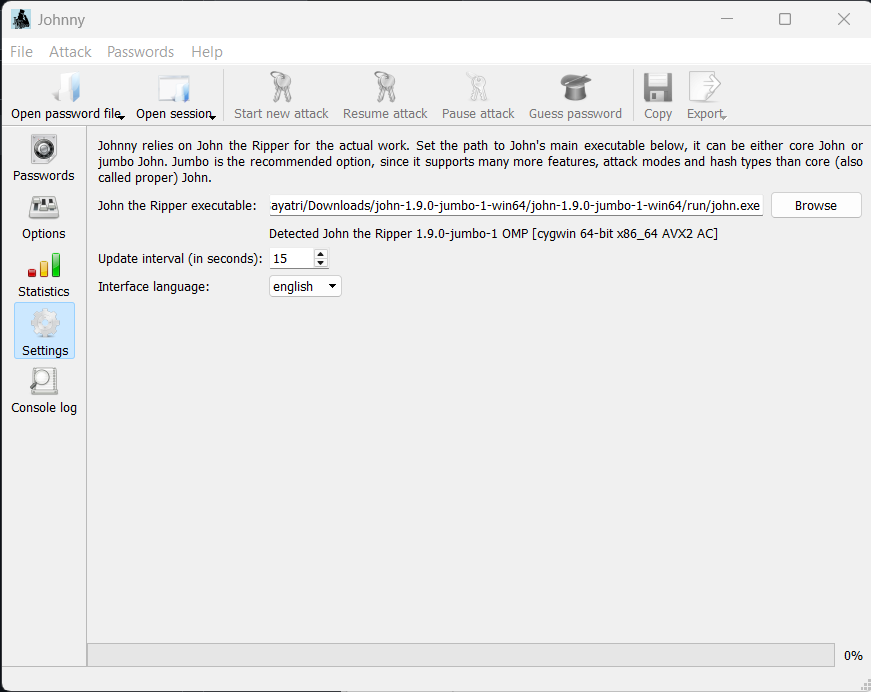 Johnny
File Attack Passwords Help
Open password file Open session Start new attack Resume attack Pause attack Guess password Copy Export
Passwords
Options
Statistics
Settings
Console log
Johnny relies on John the Ripper for the actual work. Set the path to John's main executable below, it can be either core John or
jumbo John. Jumbo is the recommended option, since it supports many more features, attack modes and hash types than core (also
called proper) John.
John the Ripper executable: ayatri/Downloads/john-1.9.0-jumbo-1-win64/john-1.9.0-jumbo-1-win64/run/john.exe Browse
Detected John the Ripper 1.9.0-jumbo-1 OMP [cygwin 64-bit x86_64 AVX2 AC]
Update interval (in seconds): 15
Interface language: english
0%